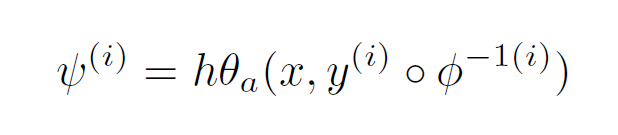 ψ^{(i)} = hθ_a(x, y^{(i)} ∘ ϕ^{−1(i)})